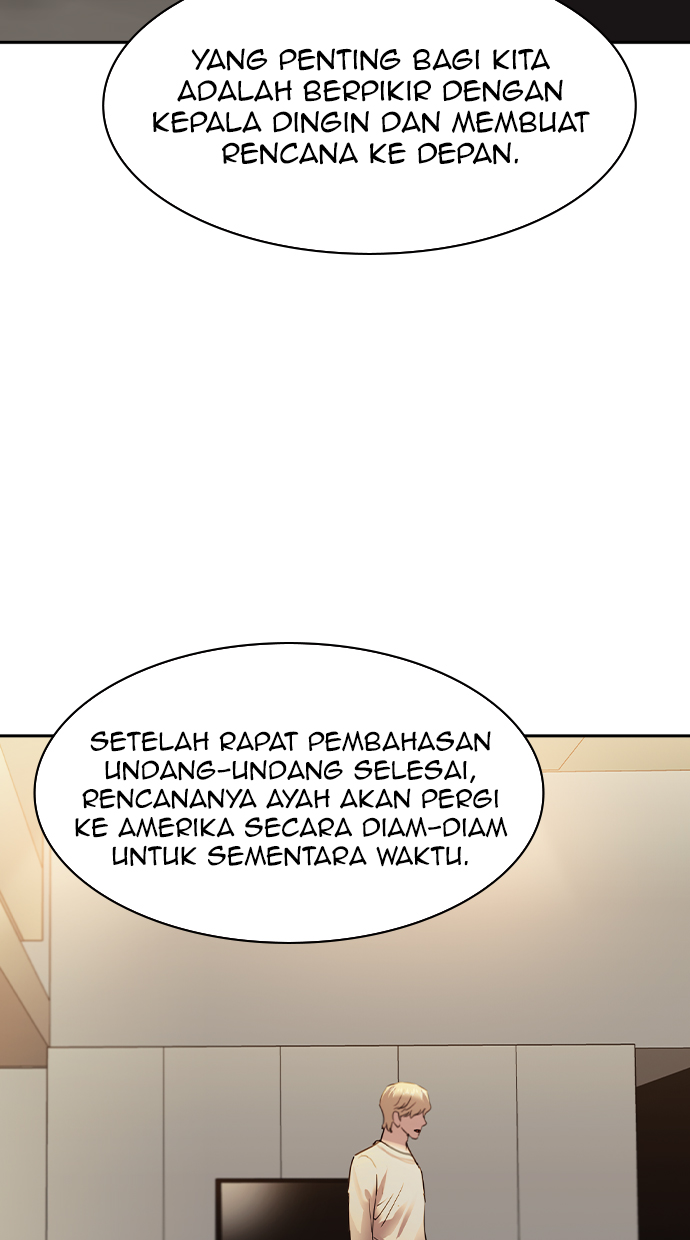 YANG PENTING BAGI KITA
ADALAH BERPIKIR DENGAN
KEPALA DINGIN DAN MEMBUAT
RENCANA KE DEPAN.
SETELAH RAPAT PEMBAHASAN
UNDANG-UNDANG SELESAI,
RENCANANYA AYAH AKAN PERGI
KE AMERIKA SECARA DIAM-DIAM
UNTUK SEMENTARA WAKTU.